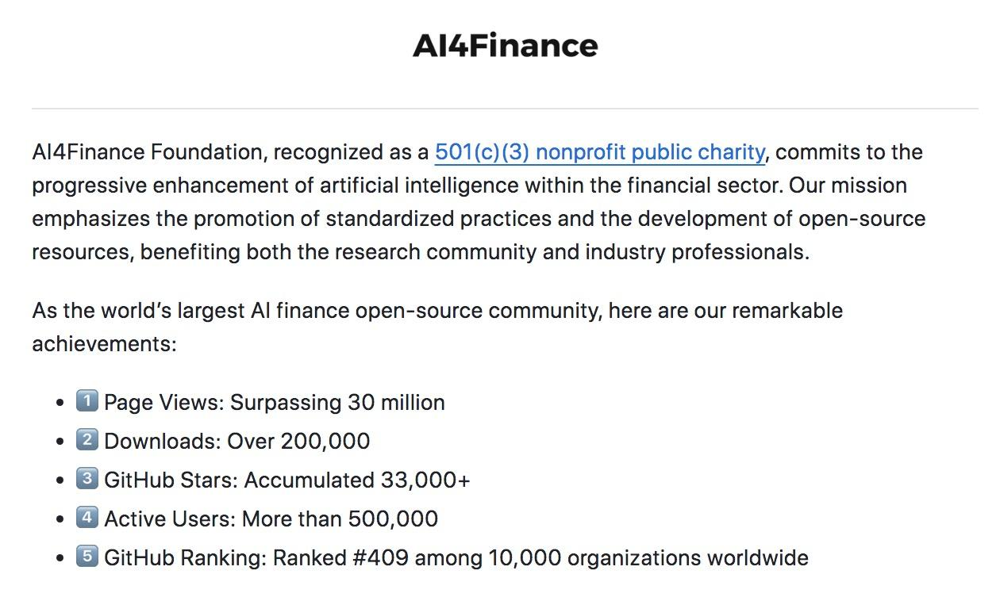 AI4Finance
AI4Finance Foundation, recognized as a 501(c)(3) nonprofit public charity, commits to the
progressive enhancement of artificial intelligence within the financial sector. Our mission
emphasizes the promotion of standardized practices and the development of open-source
resources, benefiting both the research community and industry professionals.
As the world’s largest AI finance open-source community, here are our remarkable
achievements:
• 1️⃣ Page Views: Surpassing 30 million
• 2️⃣ Downloads: Over 200,000
• 3️⃣ GitHub Stars: Accumulated 33,000+
• 4️⃣ Active Users: More than 500,000
• 5️⃣ GitHub Ranking: Ranked #409 among 10,000 organizations worldwide